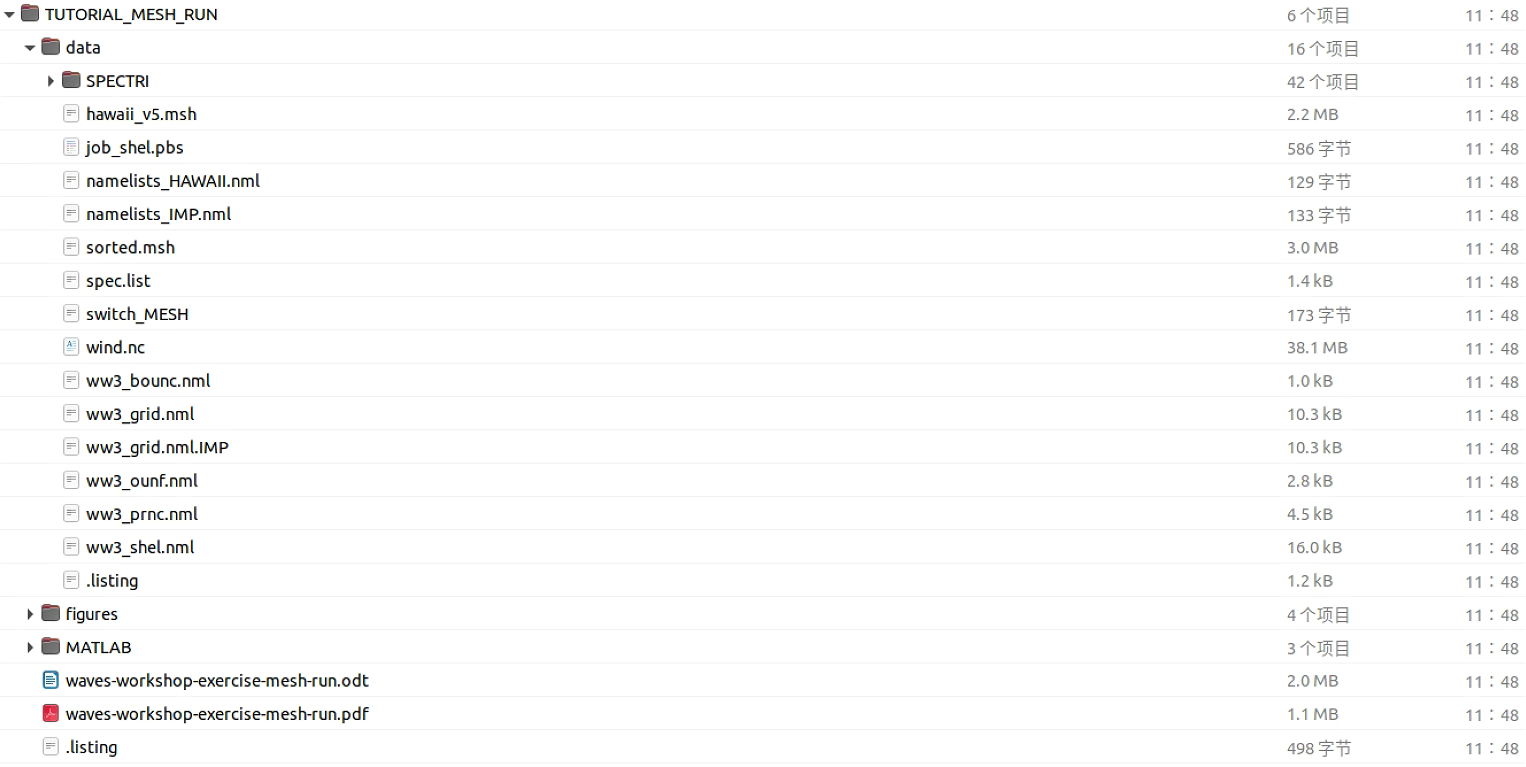 TUTORIAL_MESH_RUN 6 个项目 11：48
data 16 个项目 11：48
SPECTRI 42 个项目 11：48
hawaii_v5.msh 2.2 MB 11：48
job_shel.pbs 586 字节 11：48
namelists_HAWAII.nml 129 字节 11：48
namelists_IMP.nml 133 字节 11：48
sorted.msh 3.0 MB 11：48
spec.list 1.4 kB 11：48
switch_MESH 173 字节 11：48
wind.nc 38.1 MB 11：48
ww3_bounc.nml 1.0 kB 11：48
ww3_grid.nml 10.3 kB 11：48
ww3_grid.nml.IMP 10.3 kB 11：48
ww3_ounf.nml 2.8 kB 11：48
ww3_prnc.nml 4.5 kB 11：48
ww3_shel.nml 16.0 kB 11：48
.listing 1.2 kB 11：48
figures 4 个项目 11：48
MATLAB 3 个项目 11：48
waves-workshop-exercise-mesh-run.odt 2.0 MB 11：48
waves-workshop-exercise-mesh-run.pdf 1.1 MB 11：48
.listing 498 字节 11：48